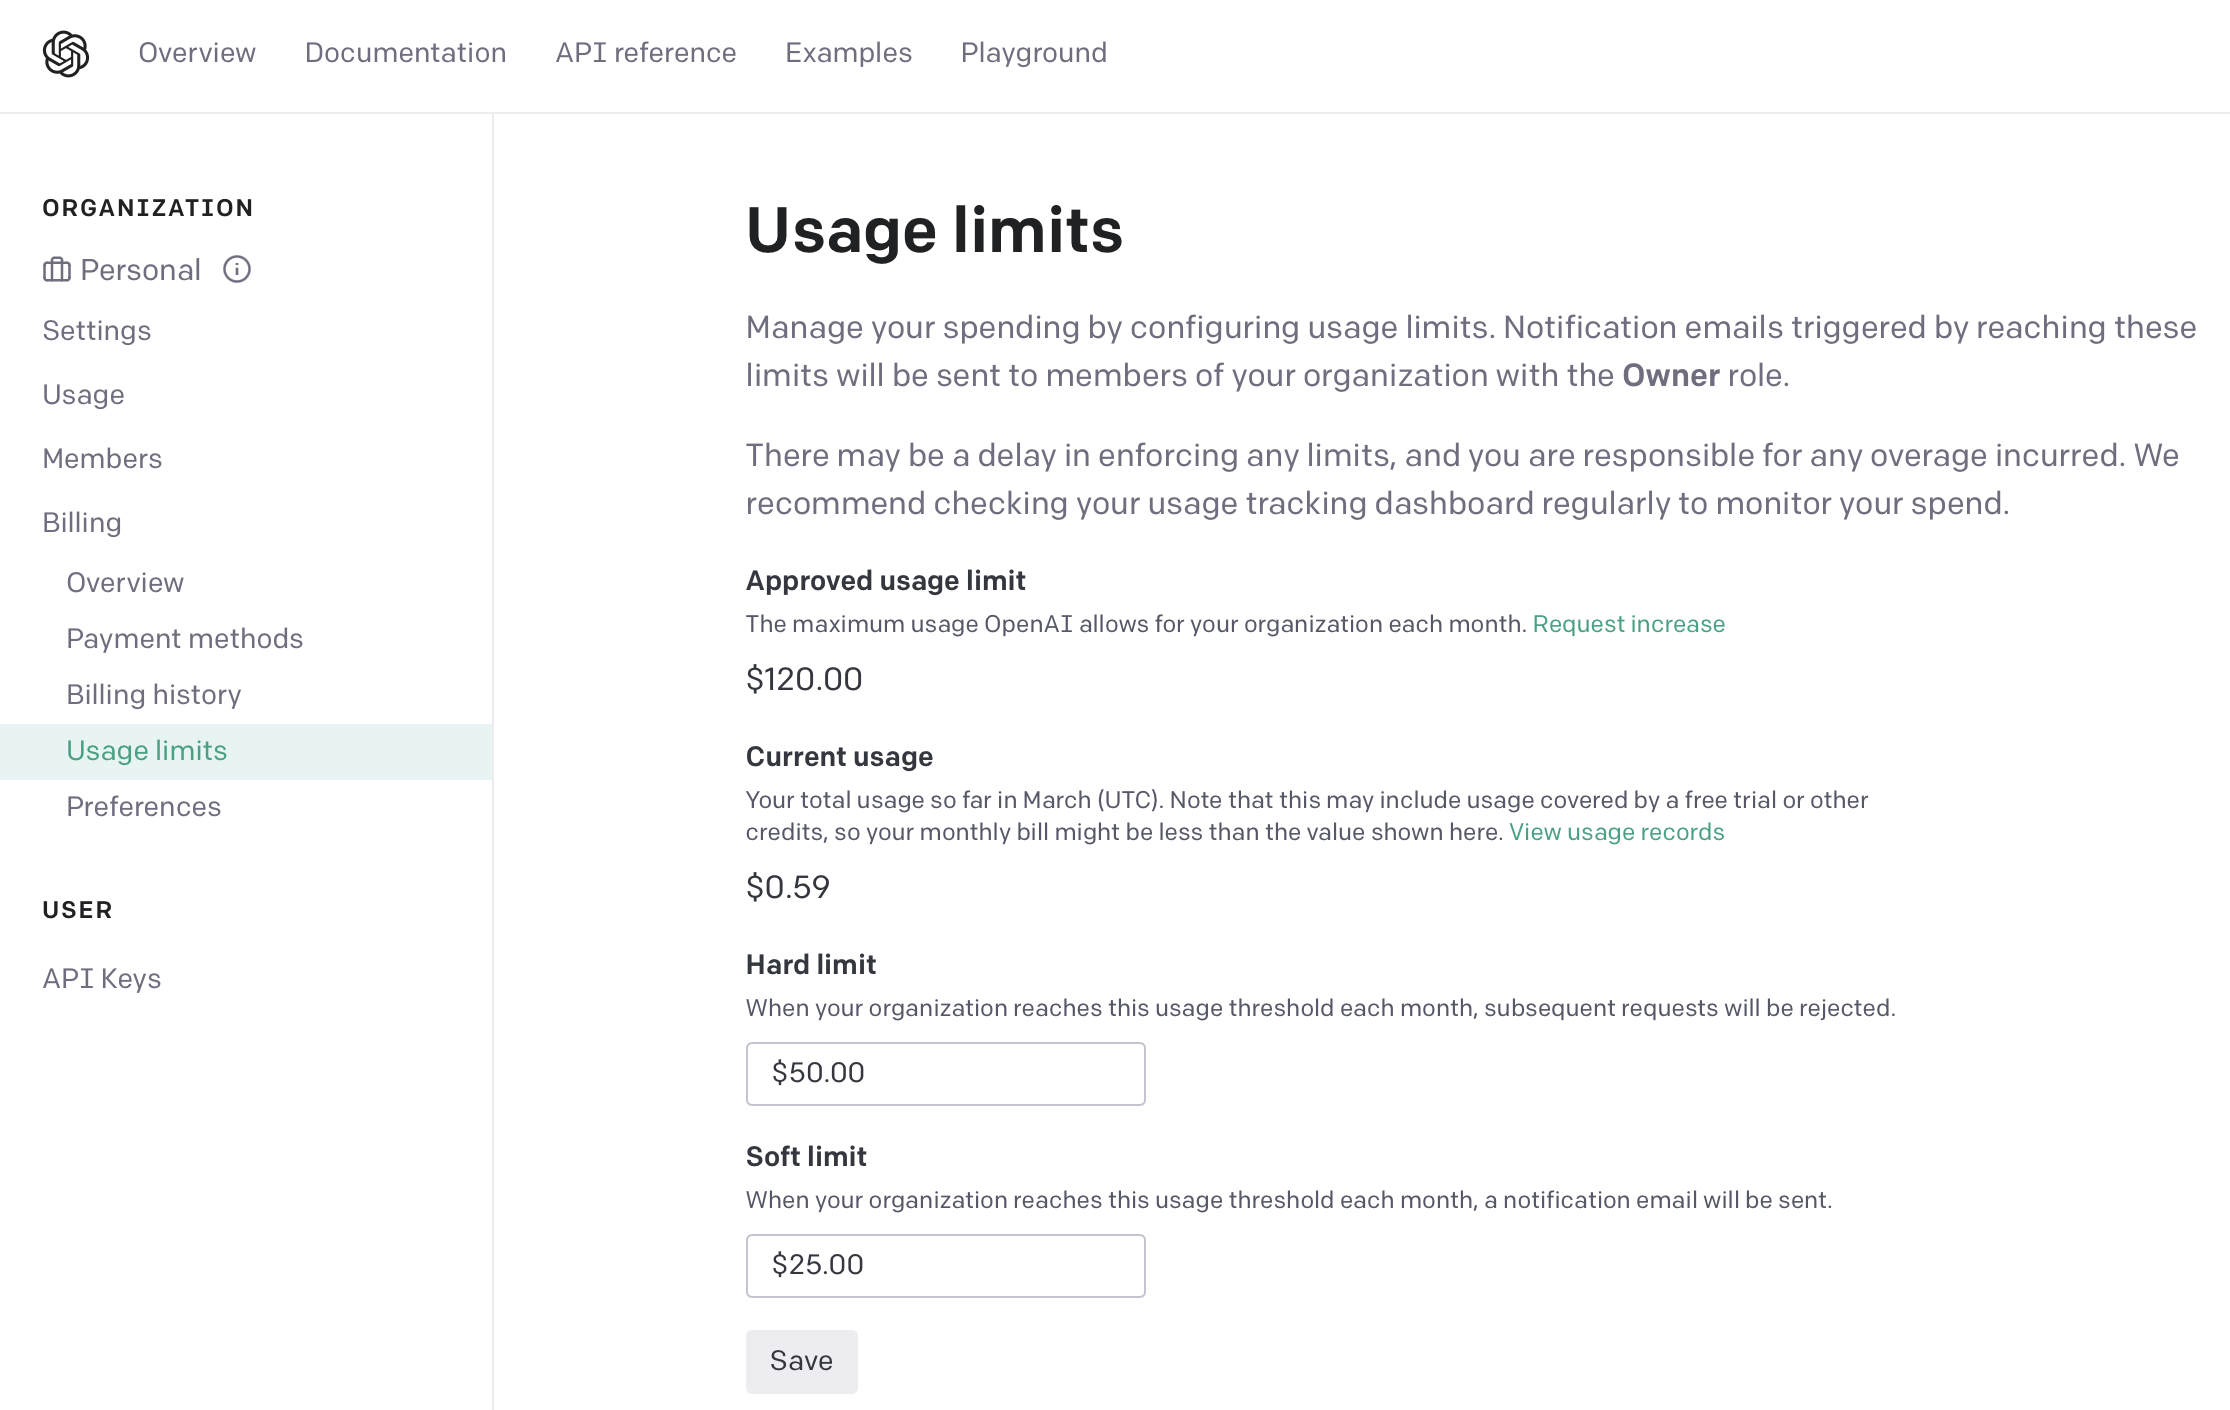 Overview Documentation API reference Examples Playground
ORGANIZATION
Personal
Settings
Usage
Members
Billing
Overview
Payment methods
Billing history
Usage limits
Preferences
USER
API Keys
Usage limits
Manage your spending by configuring usage limits. Notification emails triggered by reaching these
limits will be sent to members of your organization with the Owner role.
There may be a delay in enforcing any limits, and you are responsible for any overage incurred. We
recommend checking your usage tracking dashboard regularly to monitor your spend.
Approved usage limit
The maximum usage OpenAI allows for your organization each month. Request increase
$120.00
Current usage
Your total usage so far in March (UTC). Note that this may include usage covered by a free trial or other
credits, so your monthly bill might be less than the value shown here. View usage records
$0.59
Hard limit
When your organization reaches this usage threshold each month, subsequent requests will be rejected.
$50.00
Soft limit
When your organization reaches this usage threshold each month, a notification email will be sent.
$25.00
Save